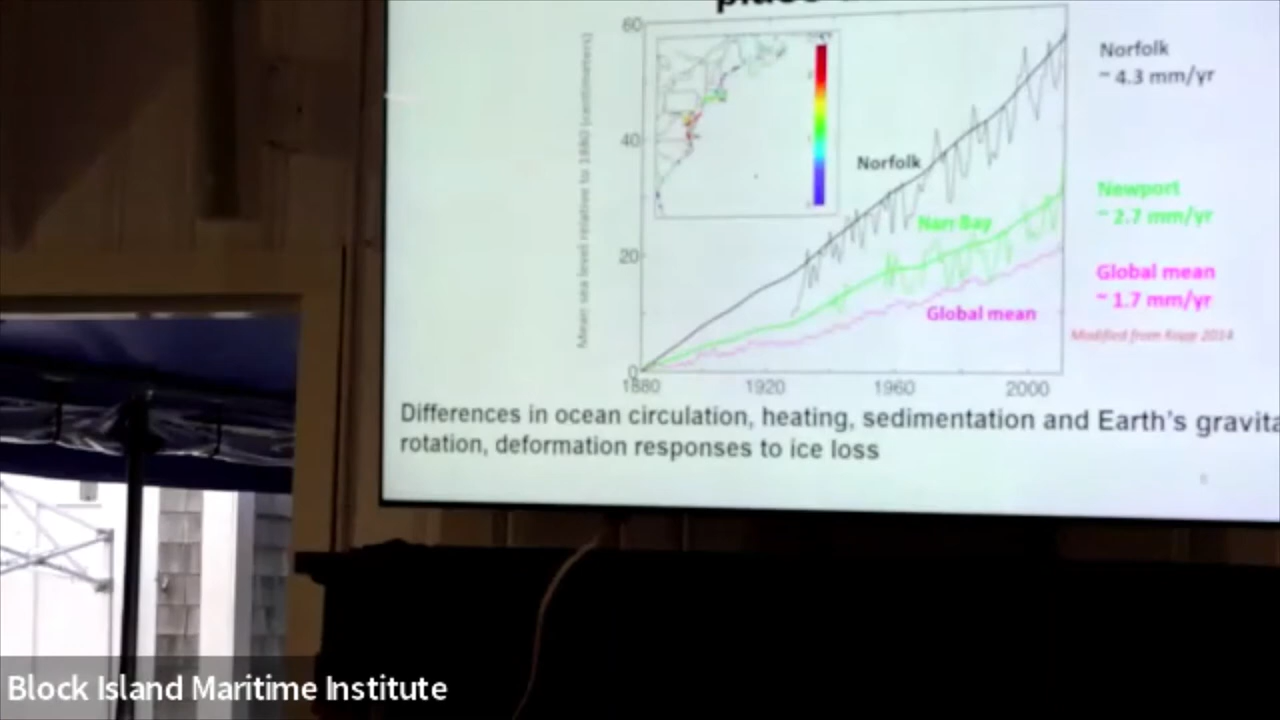 60
Mean sea level relative to 1880 (centimeters)
40
20
0
1880
1920
1960
2000
Norfolk
Narr Bay
Global mean
Norfolk
~ 4.3 mm/yr
Newport
~ 2.7 mm/yr
Global mean
~ 1.7 mm/yr
Modified from Kopp 2014
Differences in ocean circulation, heating, sedimentation and Earth's gravita
rotation, deformation responses to ice loss
Block Island Maritime Institute